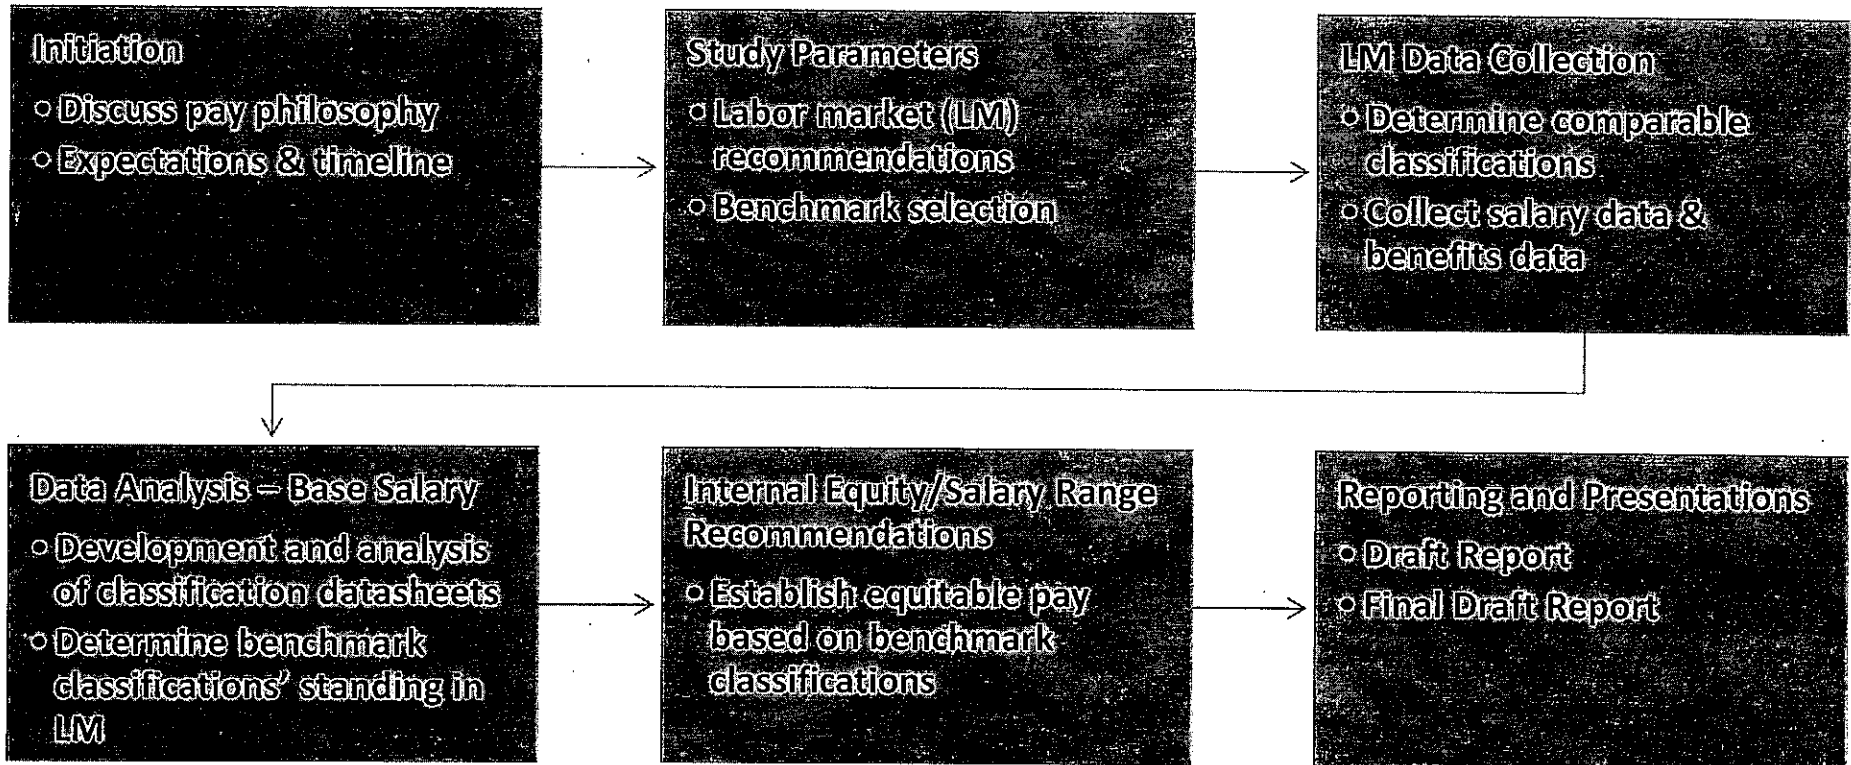 Initiation
○ Discuss pay philosophy
○ Expectations & timeline
Study Parameters
○ Labor market (LM)
recommendations
○ Benchmark selection
LM Data Collection
○ Determine comparable
classifications
○ Collect salary data &
benefits data
Data Analysis – Base Salary
○ Development and analysis
of classification datasheets
○ Determine benchmark
classifications’ standing in
LM
Internal Equity/Salary Range
Recommendations
○ Establish equitable pay
based on benchmark
classifications
Reporting and Presentations
○ Draft Report
○ Final Draft Report